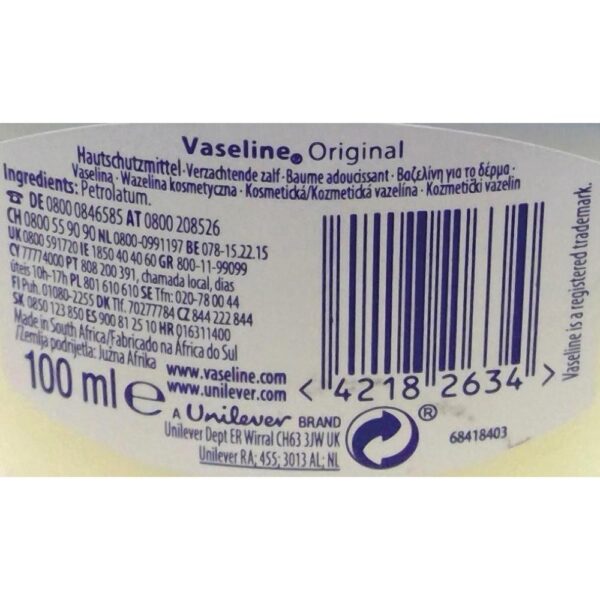 Vaseline® Original
Hautschutzmittel·Verzachtende zalf·Baume adoucissant·Βαζελίνη για το δέρμα·
Vaselina·Wazelina kosmetyczna·Kosmetická/Kozmetická vazelína·Kozmetički vazelin
Ingredients: Petrolatum.
☎ DE 0800 0846585 AT 0800 208526
CH 0800 55 90 90 NL 0800-0991197 BE 078-15.22.15
UK 0800 591720 IE 1850 40 40 60 GR 800-11-99099
CY 77774000 PT 808 200 391, chamada local, dias
úteis 10h-17h PL 801 610 610 SE Tfn: 020-78 00 44
FI Puh. 01080-2255 DK Tlf. 70277784 CZ 844 222 844
SK 0850 123 850 ES 900 81 25 10 HR 016311400
Made in South Africa/Fabricado na África do Sul
/Zemlja podrijetla: Južna Afrika
100 ml e
www.vaseline.com
www.unilever.com
A Unilever BRAND
Unilever Dept ER Wirral CH63 3JW UK
Unilever RA; 455; 3013 AL; NL
< 4218 2634 >
®
68418403
Vaseline is a registered trademark.